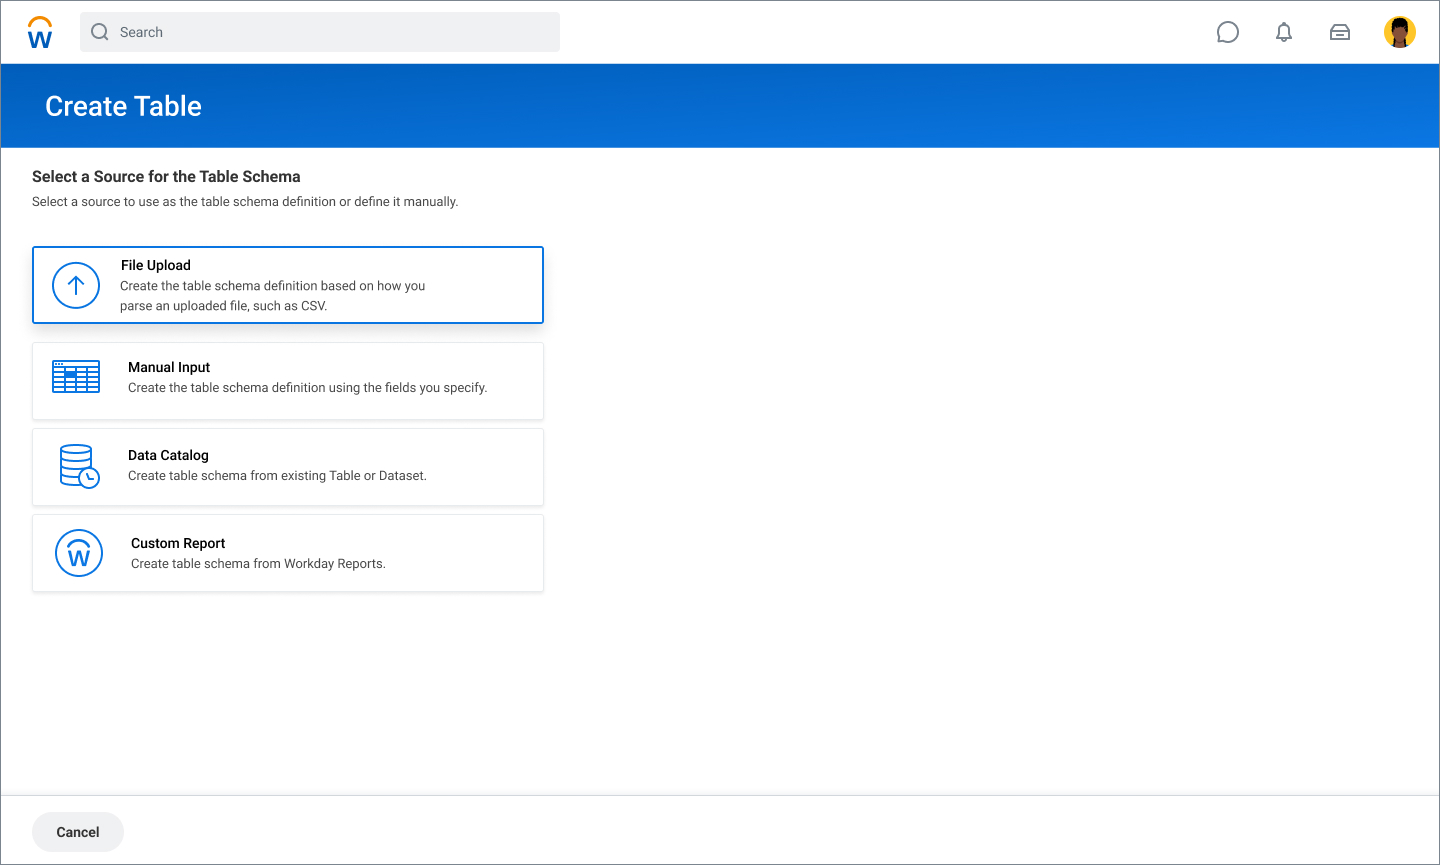 W
Search
Create Table
Select a Source for the Table Schema
Select a source to use as the table schema definition or define it manually.
File Upload
Create the table schema definition based on how you
parse an uploaded file, such as CSV.
Manual Input
Create the table schema definition using the fields you specify.
Data Catalog
Create table schema from existing Table or Dataset.
W
Custom Report
Create table schema from Workday Reports.
Cancel